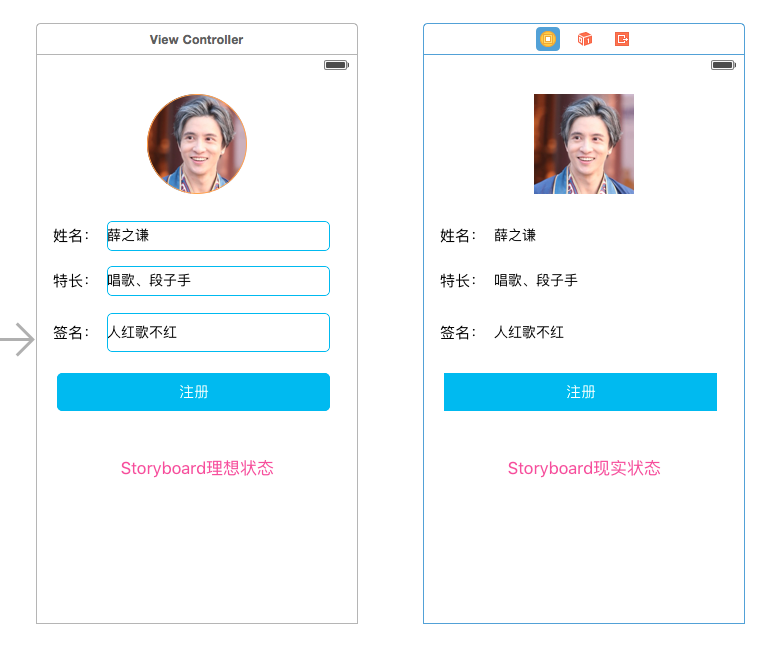 View Controller
姓名： 薛之谦
特长： 唱歌、段子手
签名： 人红歌不红
注册
Storyboard理想状态
姓名： 薛之谦
特长： 唱歌、段子手
签名： 人红歌不红
注册
Storyboard现实状态